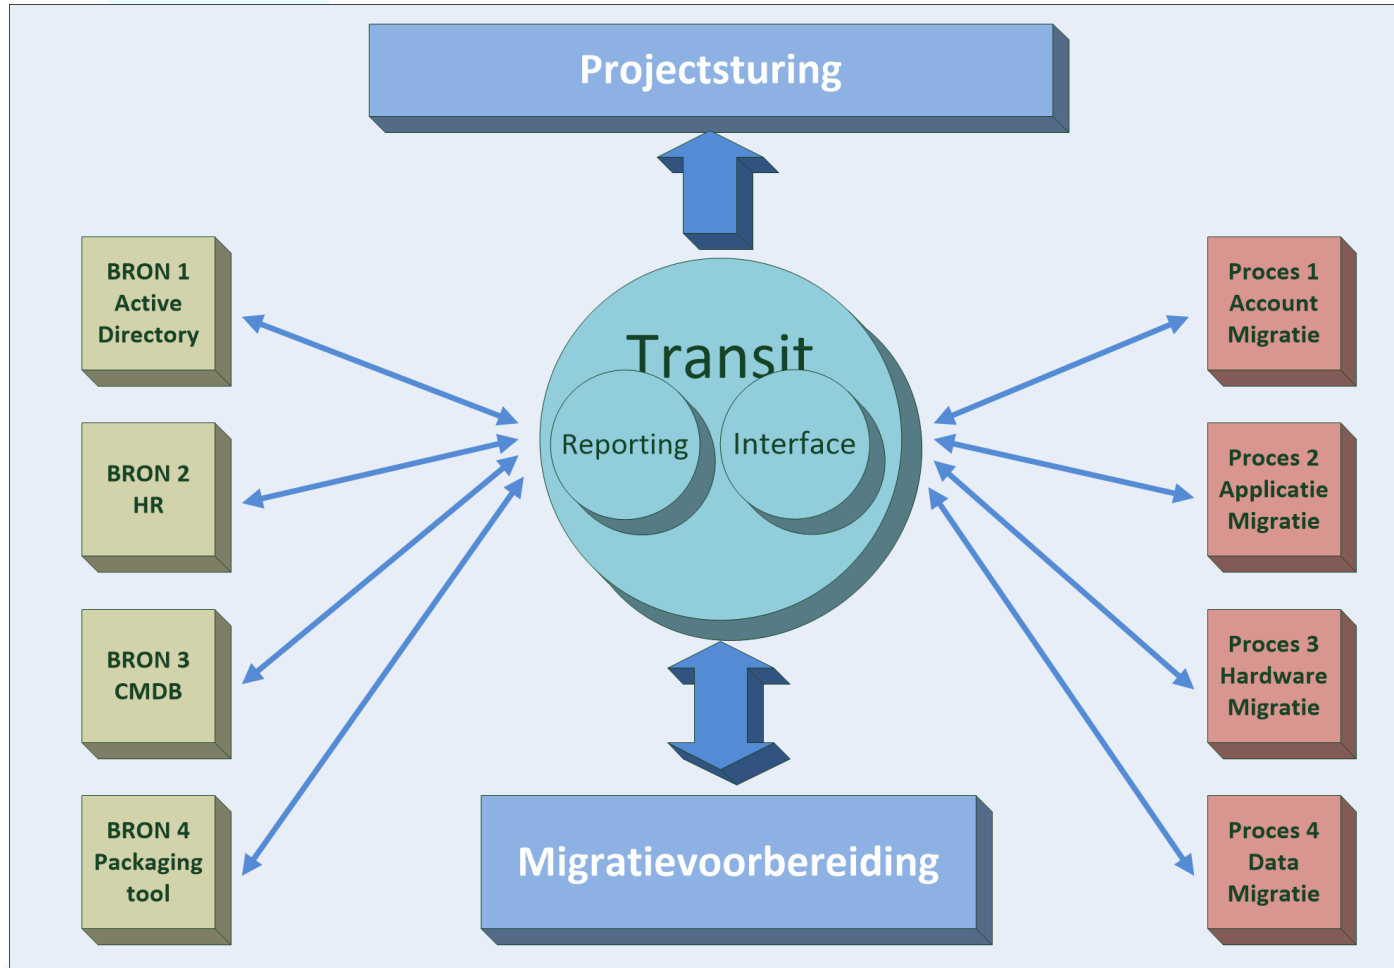 Projectsturing
BRON 1
Active
Directory
BRON 2
HR
BRON 3
CMDB
BRON 4
Packaging
tool
Transit
Reporting
Interface
Migratievoorbereiding
Proces 1
Account
Migratie
Proces 2
Applicatie
Migratie
Proces 3
Hardware
Migratie
Proces 4
Data
Migratie